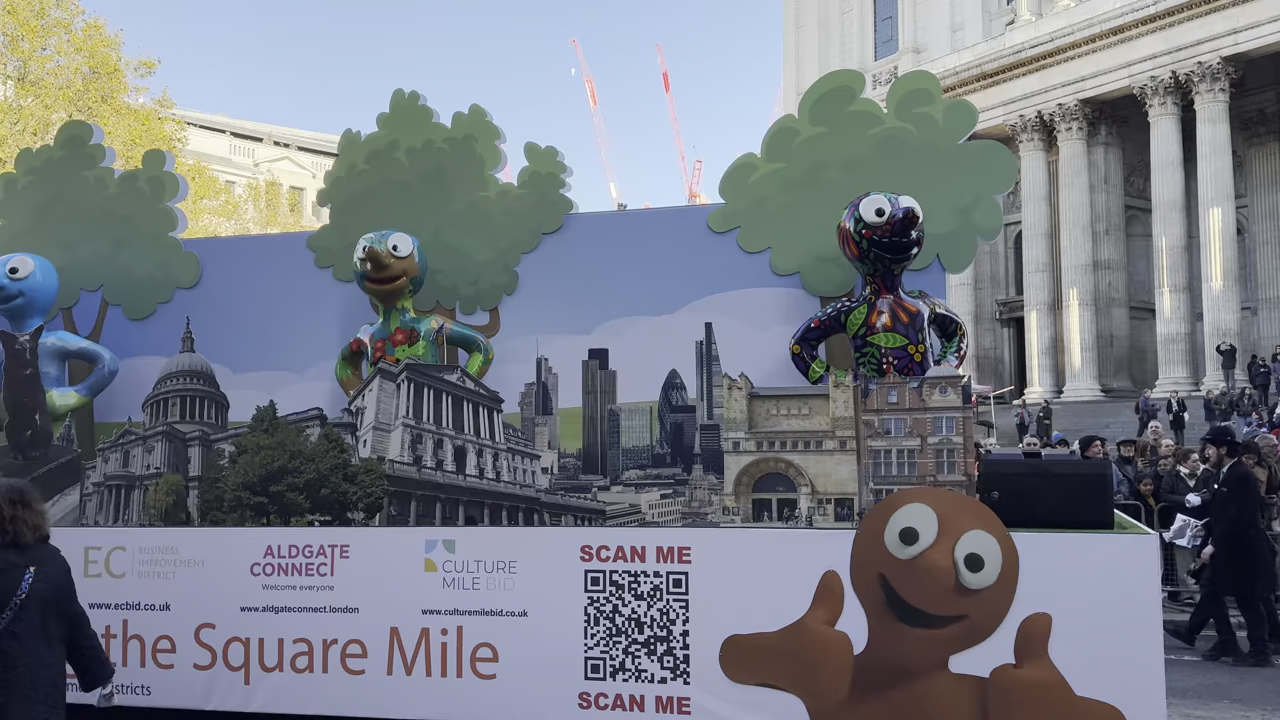 EC BUSINESS
IMPROVEMENT
DISTRICT
www.ecbid.co.uk
ALDGATE
CONNECT
Welcome everyone
www.aldgateconnect.london
CULTURE
MILE BID
www.culturemilebid.co.uk
the Square Mile
districts
SCAN ME
SCAN ME